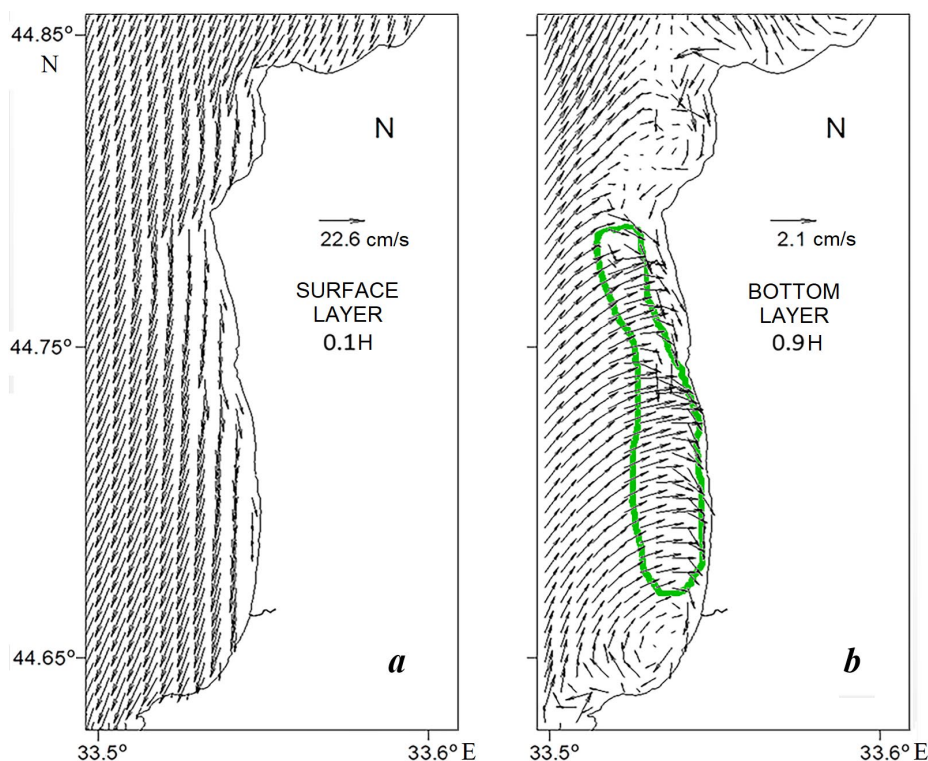 44.85°
N
44.75°
44.65°
N
22.6 cm/s
SURFACE
LAYER
0.1H
a
33.5°
33.6° E
N
2.1 cm/s
BOTTOM
LAYER
0.9H
b
33.5°
33.6° E